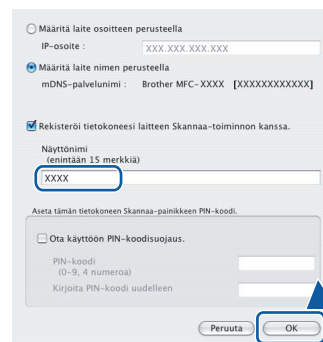 Määritä laite osoitteen perusteella
IP-osoite : XXX.XXX.XXX.XXX
Määritä laite nimen perusteella
mDNS-palvelunimi : Brother MFC-XXXX [XXXXXXXXXXXX]
Rekisteröi tietokoneesi laitteen Skannaa-toiminnon kanssa.
Näyttönimi
(enintään 15 merkkiä)
XXXX
Aseta tämän tietokoneen Skannaa-painikkeen PIN-koodi.
Ota käyttöön PIN-koodisuojaus.
PIN-koodi
(0-9, 4 numeroa)
Kirjoita PIN-koodi uudelleen
Peruuta OK